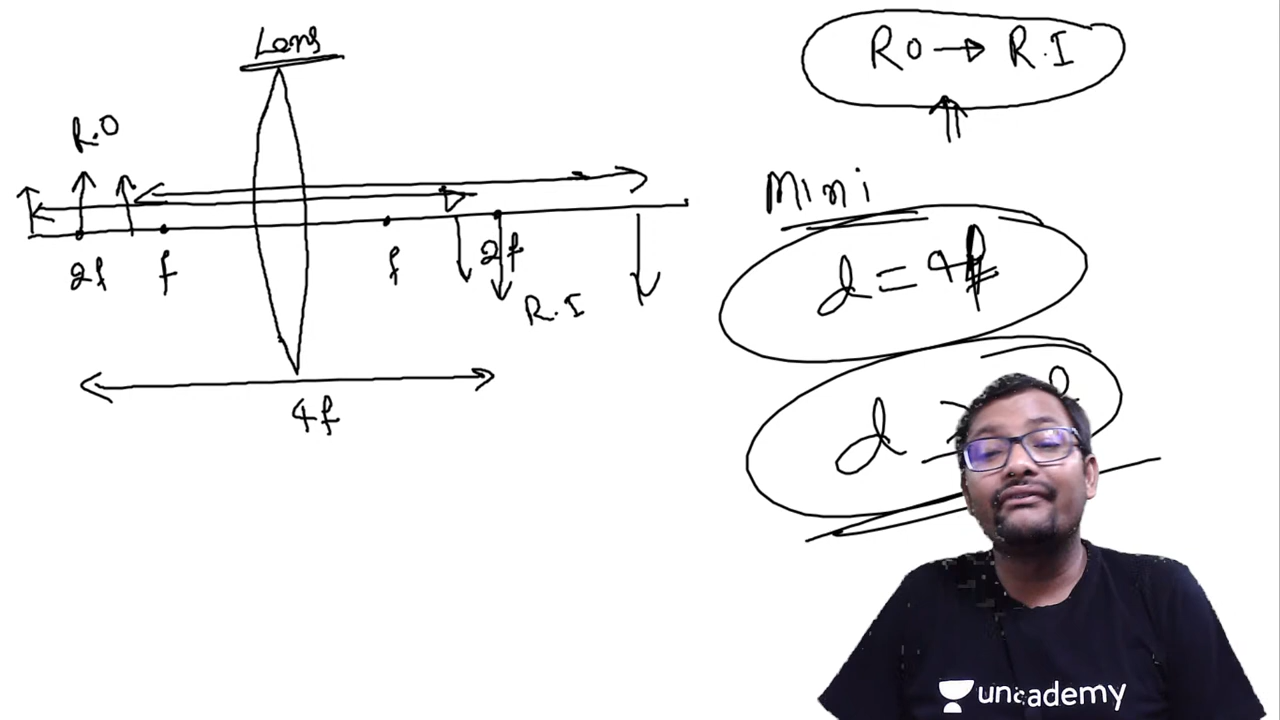 Lens
R.O
2f
f
f
2f
R.I
4f
RO → R.I
Mini
d = 4f
d
unacademy